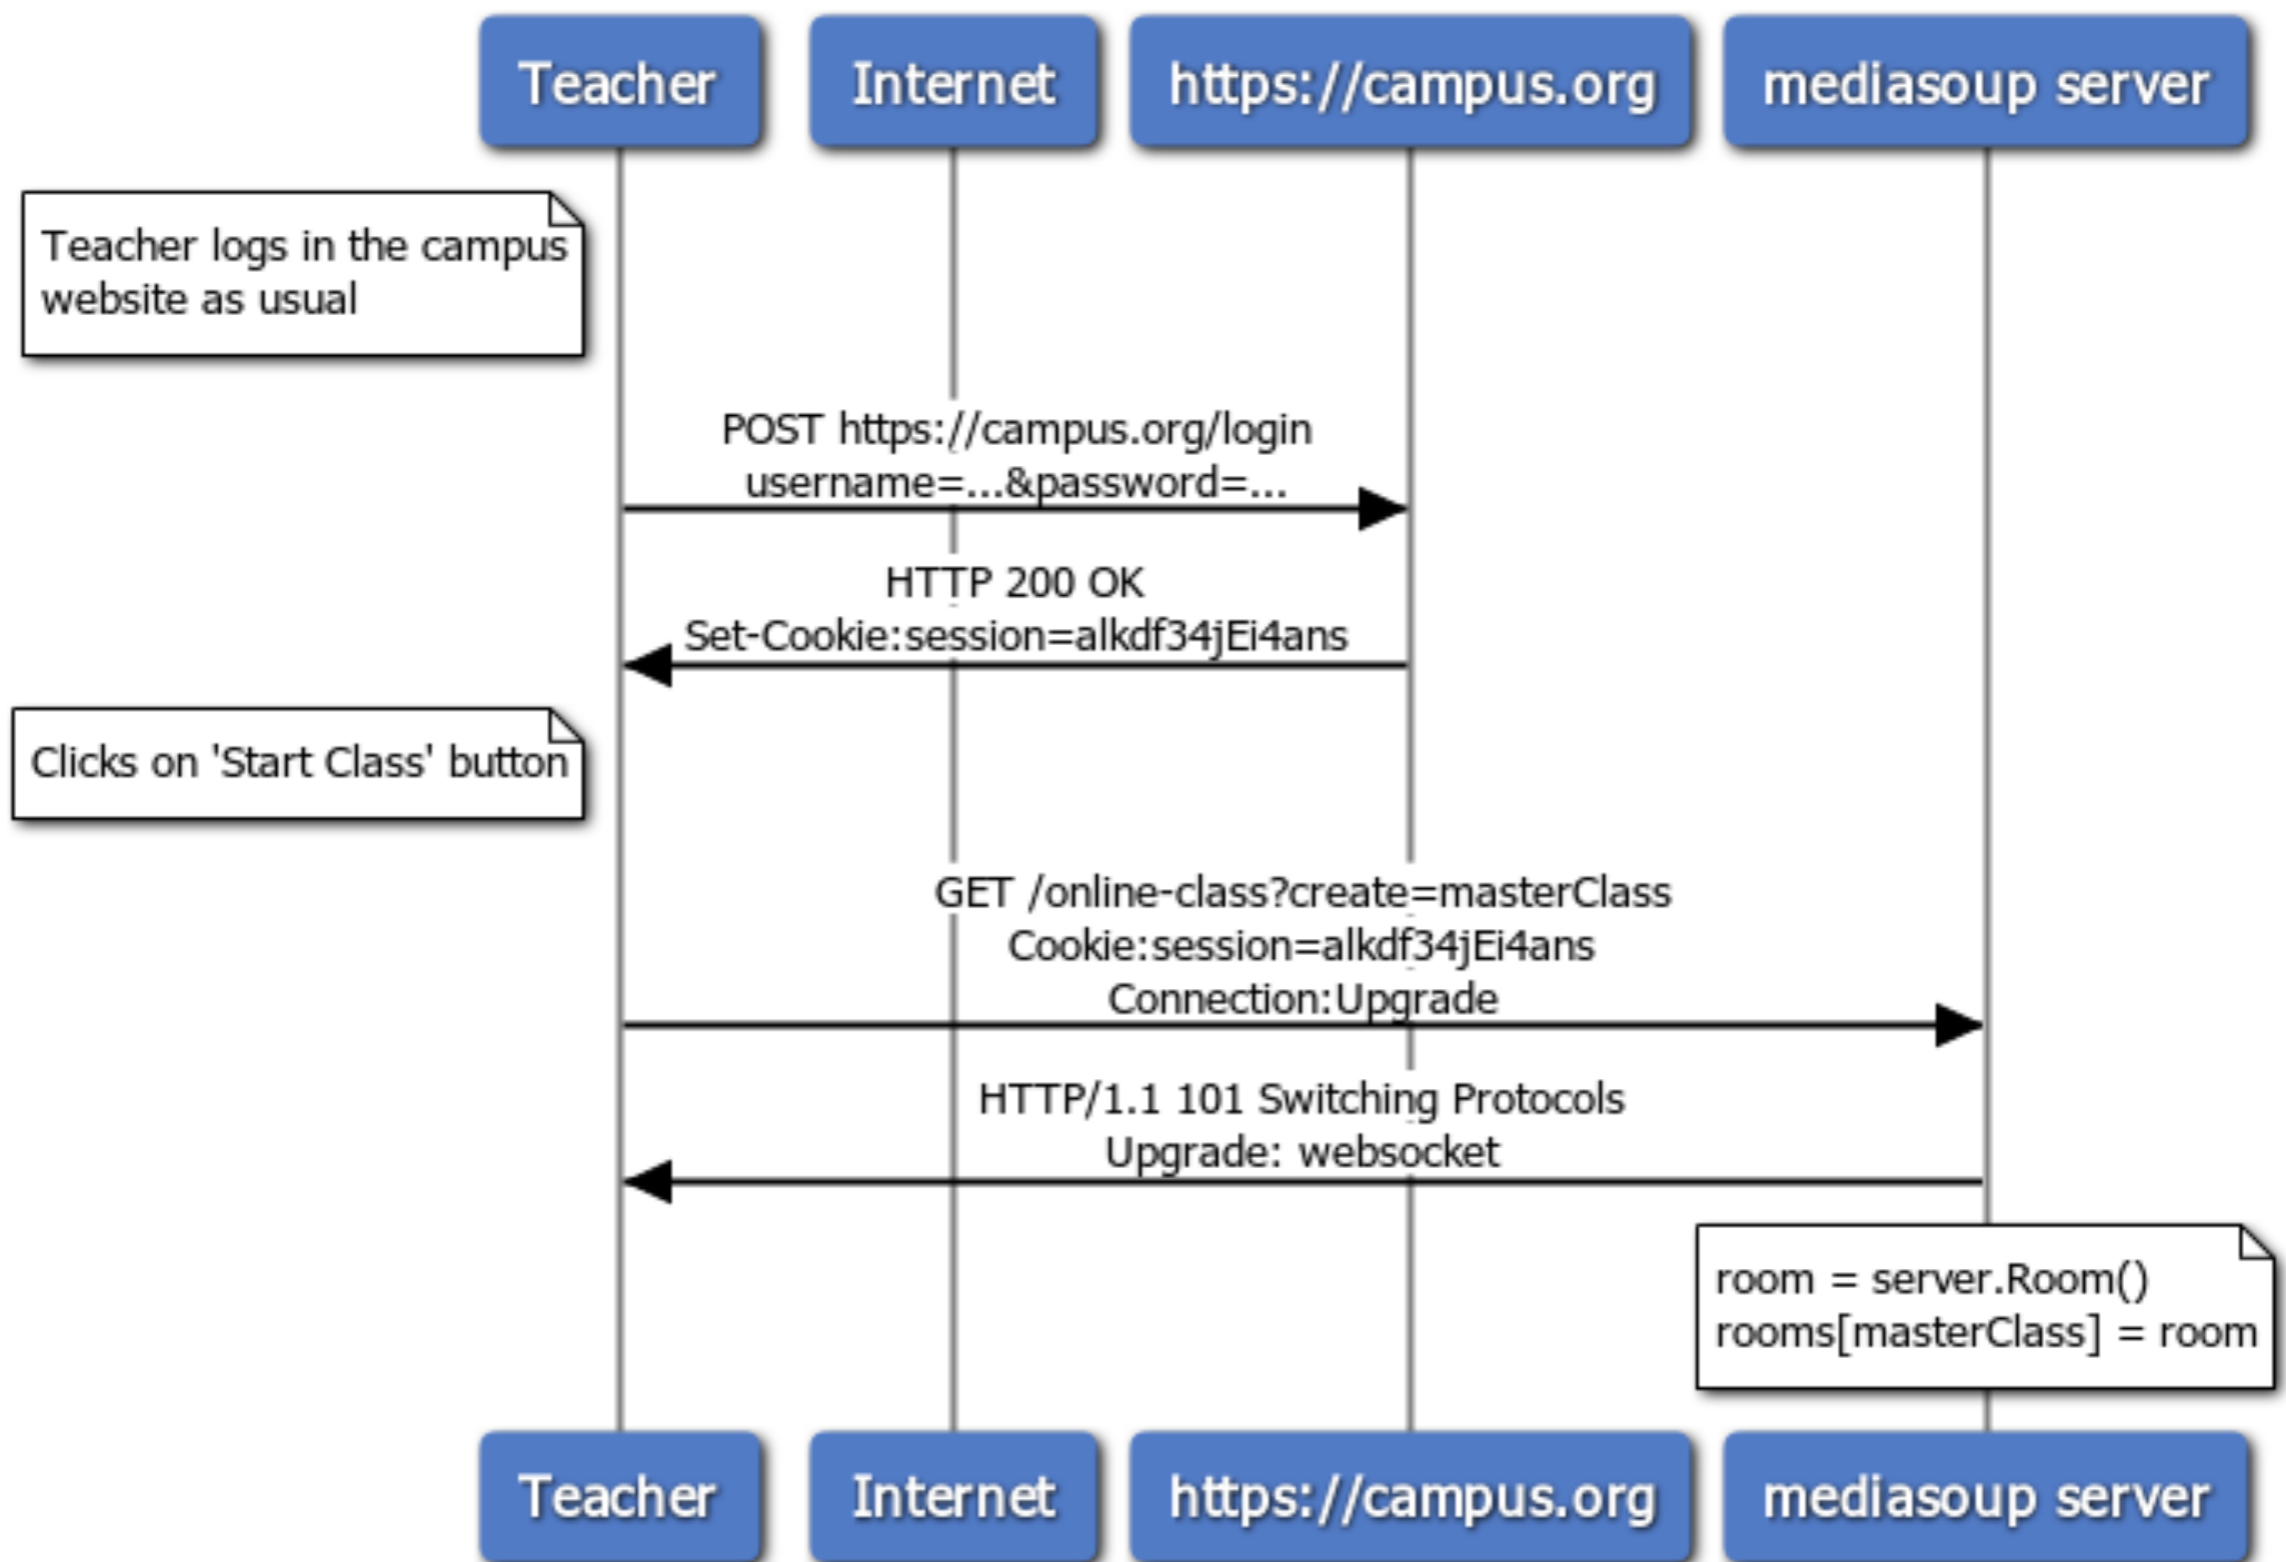 Teacher
Internet
https://campus.org
mediasoup server
Teacher logs in the campus
website as usual
POST https://campus.org/login
username=...&password=...
HTTP 200 OK
Set-Cookie:session=alkdf34jEi4ans
Clicks on 'Start Class' button
GET /online-class?create=masterClass
Cookie:session=alkdf34jEi4ans
Connection:Upgrade
HTTP/1.1 101 Switching Protocols
Upgrade: websocket
room = server.Room()
rooms[masterClass] = room
Teacher
Internet
https://campus.org
mediasoup server